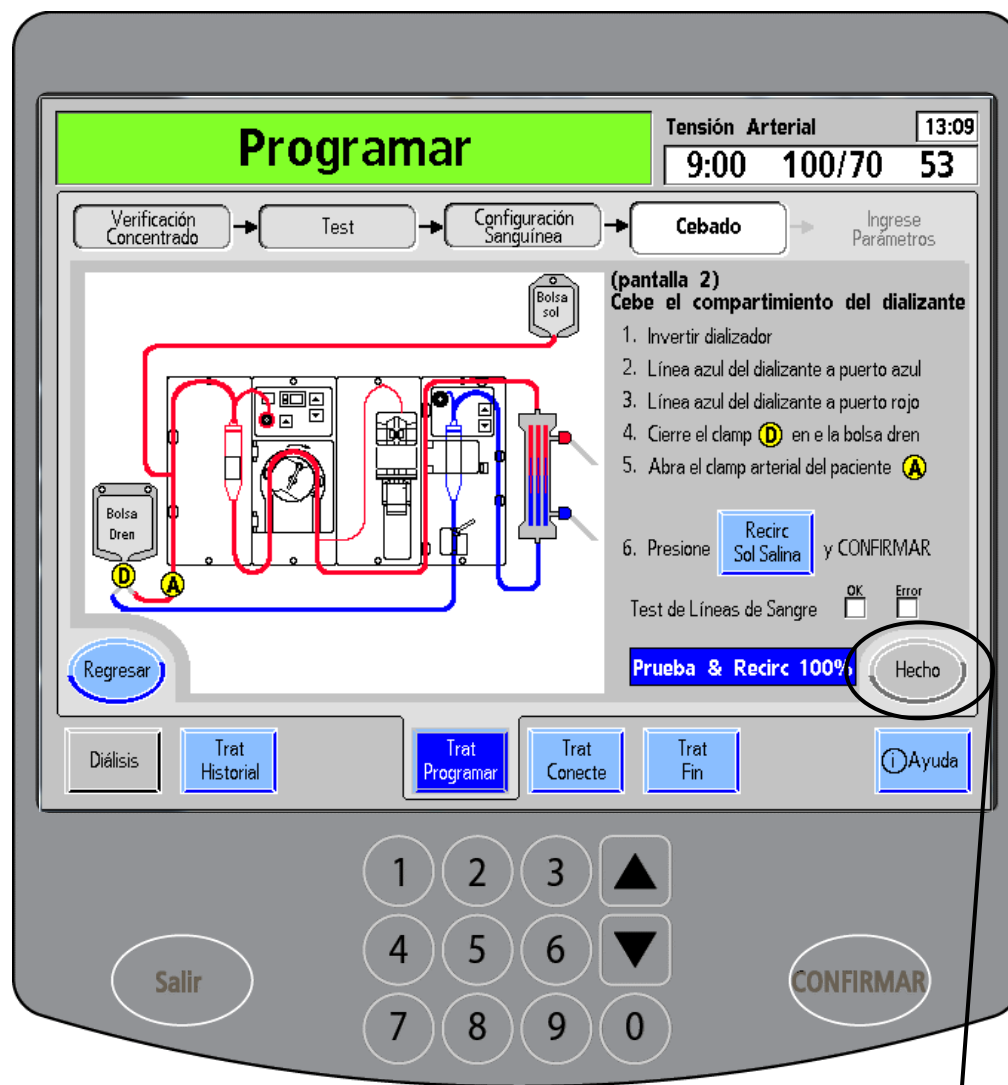 Programar
Tensión Arterial
13:09
9:00 100/70 53
Verificación
Concentrado
Test
Configuración
Sanguínea
Cebado
Ingrese
Parámetros
(pantalla 2)
Cebe el compartimiento del dializante
1. Invertir dializador
2. Línea azul del dializante a puerto azul
3. Línea azul del dializante a puerto rojo
4. Cierre el clamp D en e la bolsa dren
5. Abra el clamp arterial del paciente A
6. Presione Recirc Sol Salina y CONFIRMAR
Test de Líneas de Sangre OK Error
Prueba & Recirc 100%
Hecho
Bolsa
sol
Bolsa
Dren
D
A
Regresar
Diálisis
Trat
Historial
Trat
Programar
Trat
Conecte
Trat
Fin
i Ayuda
1 2 3
4 5 6
7 8 9 0
Salir
CONFIRMAR